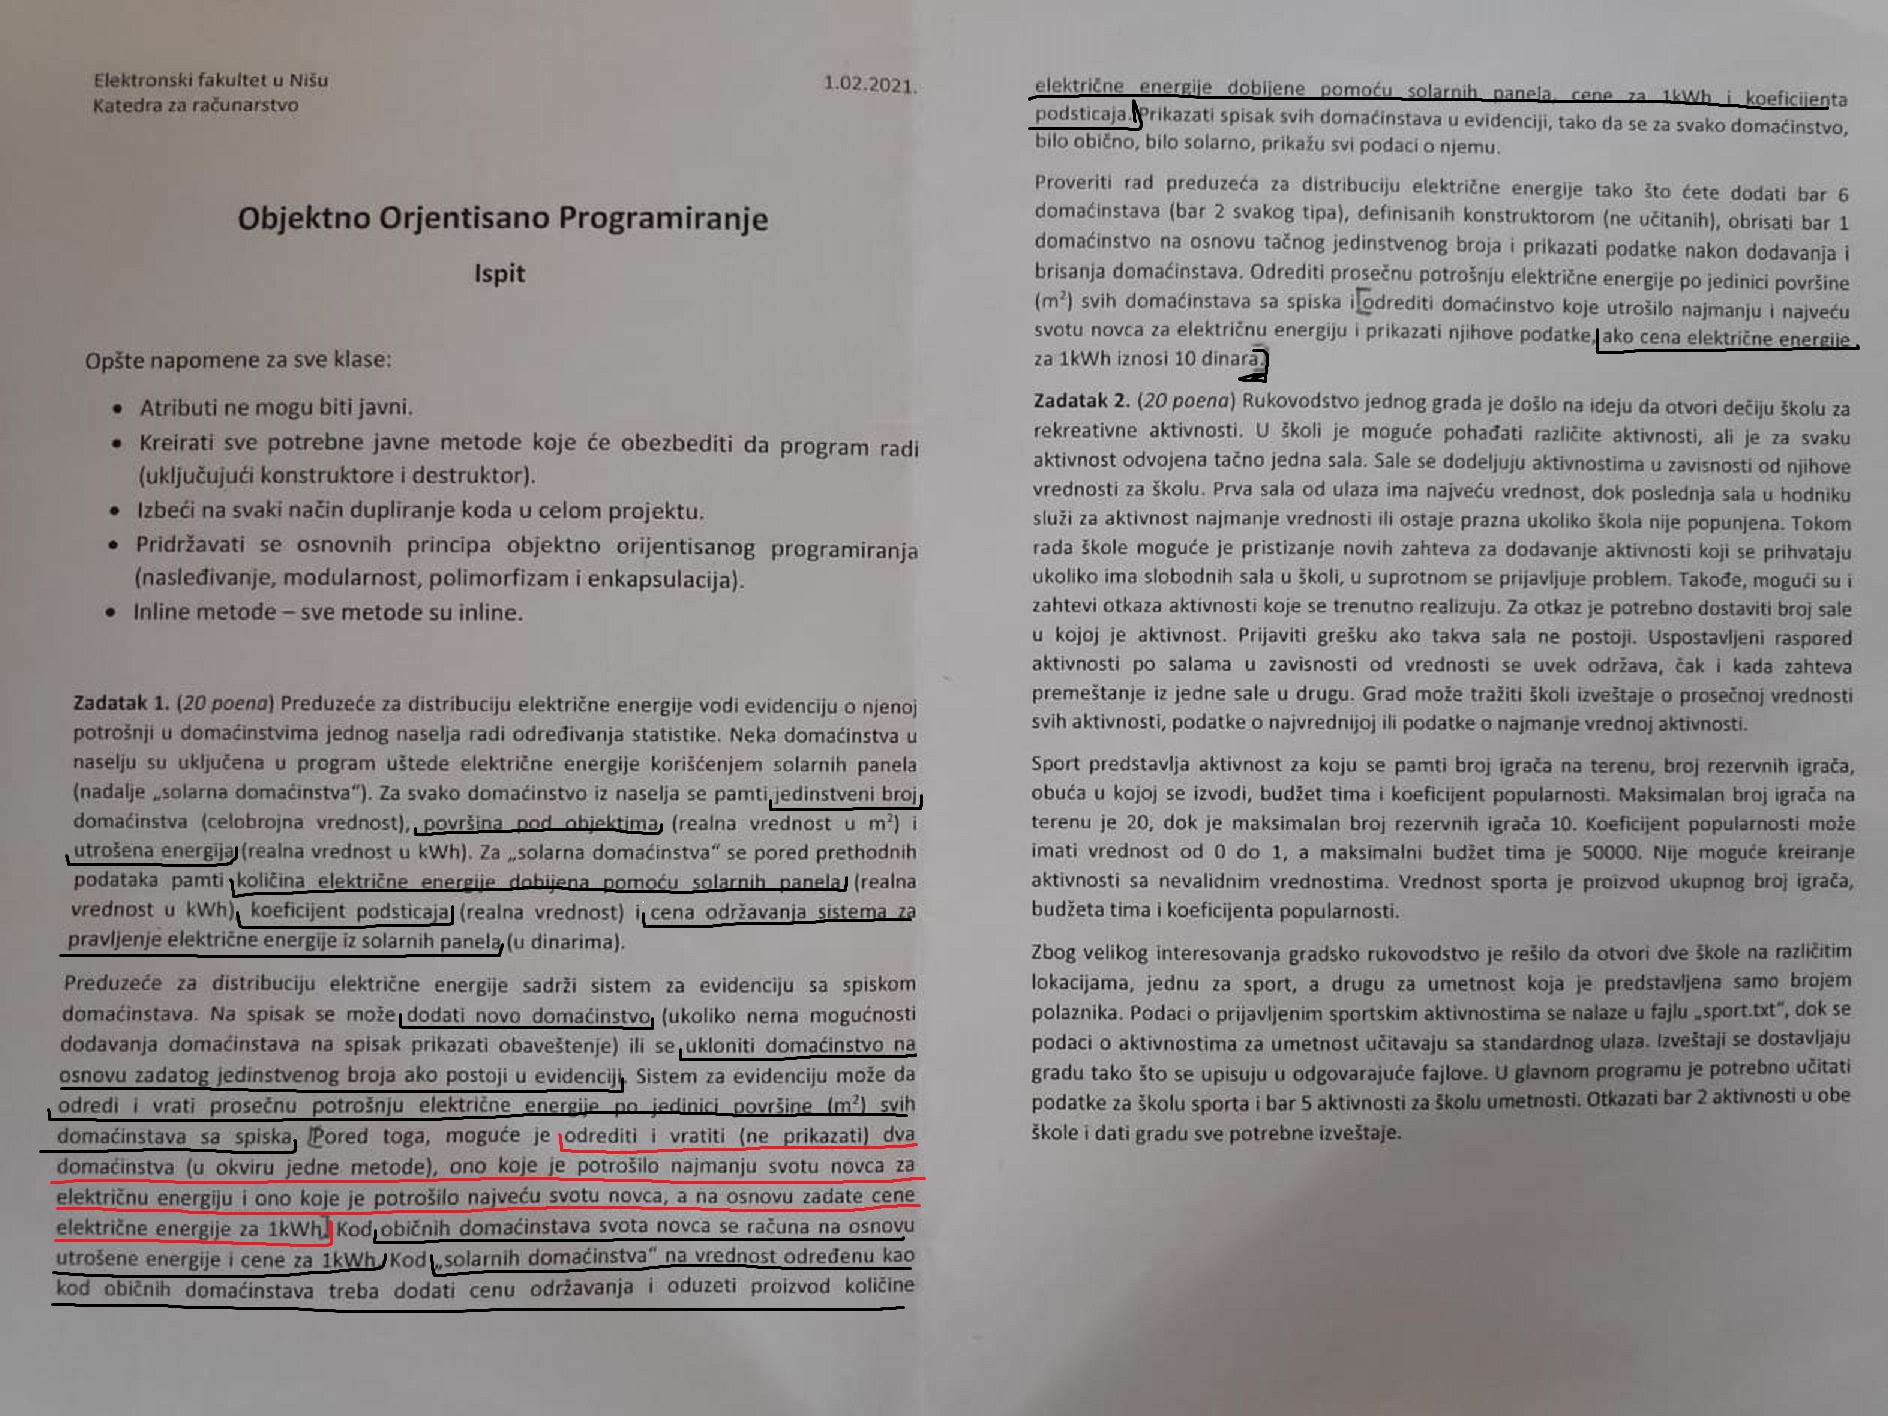 Elektronski fakultet u Nišu
1.02.2021.
Katedra za računarstvo
Objektno Orjentisano Programiranje
Ispit
Opšte napomene za sve klase:
• Atributi ne mogu biti javni.
• Kreirati sve potrebne javne metode koje će obezbediti da program radi
(uključujući konstruktore i destruktor).
• Izbeći na svaki način dupliranje koda u celom projektu.
• Pridržavati se osnovnih principa objektno orijentisanog programiranja
(nasleđivanje, modularnost, polimorfizam i enkapsulacija).
• Inline metode – sve metode su inline.
Zadatak 1. (20 poena) Preduzeće za distribuciju električne energije vodi evidenciju o njenoj
potrošnji u domaćinstvima jednog naselja radi određivanja statistike. Neka domaćinstva u
naselju su uključena u program uštede električne energije korišćenjem solarnih panela
(nadalje „solarna domaćinstva“). Za svako domaćinstvo iz naselja se pamti jedinstveni broj
domaćinstva (celobrojna vrednost), površina pod objektima (realna vrednost u m²) i
utrošena energija (realna vrednost u kWh). Za „solarna domaćinstva“ se pored prethodnih
podataka pamti količina električne energije dobijena pomoću solarnih panela (realna
vrednost u kWh), koeficijent podsticaja (realna vrednost) i cena održavanja sistema za
pravljenje električne energije iz solarnih panela (u dinarima).
Preduzeće za distribuciju električne energije sadrži sistem za evidenciju sa spiskom
domaćinstava. Na spisak se može dodati novo domaćinstvo (ukoliko nema mogućnosti
dodavanja domaćinstava na spisak prikazati obaveštenje) ili se ukloniti domaćinstvo na
osnovu zadatog jedinstvenog broja ako postoji u evidenciji. Sistem za evidenciju može da
odredi i vrati prosečnu potrošnju električne energije po jedinici površine (m²) svih
domaćinstava sa spiska. Pored toga, moguće je odrediti i vratiti (ne prikazati) dva
domaćinstva (u okviru jedne metode), ono koje je potrošilo najmanju svotu novca za
električnu energiju i ono koje je potrošilo najveću svotu novca, a na osnovu zadate cene
električne energije za 1kWh. Kod običnih domaćinstava svota novca se računa na osnovu
utrošene energije i cene za 1kWh. Kod „solarnih domaćinstva“ na vrednost određenu kao
kod običnih domaćinstava treba dodati cenu održavanja i oduzeti proizvod količine
električne energije dobijene pomoću solarnih panela, cene za 1kWh i koeficijenta
podsticaja. Prikazati spisak svih domaćinstava u evidenciji, tako da se za svako domaćinstvo,
bilo obično, bilo solarno, prikažu svi podaci o njemu.
Proveriti rad preduzeća za distribuciju električne energije tako što ćete dodati bar 6
domaćinstava (bar 2 svakog tipa), definisanih konstruktorom (ne učitanih), obrisati bar 1
domaćinstvo na osnovu tačnog jedinstvenog broja i prikazati podatke nakon dodavanja i
brisanja domaćinstava. Odrediti prosečnu potrošnju električne energije po jedinici površine
(m²) svih domaćinstava sa spiska i odrediti domaćinstvo koje utrošilo najmanju i najveću
svotu novca za električnu energiju i prikazati njihove podatke, ako cena električne energije
za 1kWh iznosi 10 dinara.
Zadatak 2. (20 poena) Rukovodstvo jednog grada je došlo na ideju da otvori dečiju školu za
rekreativne aktivnosti. U školi je moguće pohađati različite aktivnosti, ali je za svaku
aktivnost odvojena tačno jedna sala. Sale se dodeljuju aktivnostima u zavisnosti od njihove
vrednosti za školu. Prva sala od ulaza ima najveću vrednost, dok poslednja sala u hodniku
služi za aktivnost najmanje vrednosti ili ostaje prazna ukoliko škola nije popunjena. Tokom
rada škole moguće je pristizanje novih zahteva za dodavanje aktivnosti koji se prihvataju
ukoliko ima slobodnih sala u školi, u suprotnom se prijavljuje problem. Takođe, mogući su i
zahtevi otkaza aktivnosti koje se trenutno realizuju. Za otkaz je potrebno dostaviti broj sale
u kojoj je aktivnost. Prijaviti grešku ako takva sala ne postoji. Uspostavljeni raspored
aktivnosti po salama u zavisnosti od vrednosti se uvek održava, čak i kada zahteva
premeštanje iz jedne sale u drugu. Grad može tražiti školi izveštaje o prosečnoj vrednosti
svih aktivnosti, podatke o najvrednijoj ili podatke o najmanje vrednoj aktivnosti.
Sport predstavlja aktivnost za koju se pamti broj igrača na terenu, broj rezervnih igrača,
obuća u kojoj se izvodi, budžet tima i koeficijent popularnosti. Maksimalan broj igrača na
terenu je 20, dok je maksimalan broj rezervnih igrača 10. Koeficijent popularnosti može
imati vrednost od 0 do 1, a maksimalni budžet tima je 50000. Nije moguće kreiranje
aktivnosti sa nevalidnim vrednostima. Vrednost sporta je proizvod ukupnog broj igrača,
budžeta tima i koeficijenta popularnosti.
Zbog velikog interesovanja gradsko rukovodstvo je rešilo da otvori dve škole na različitim
lokacijama, jednu za sport, a drugu za umetnost koja je predstavljena samo brojem
polaznika. Podaci o prijavljenim sportskim aktivnostima se nalaze u fajlu „sport.txt“, dok se
podaci o aktivnostima za umetnost učitavaju sa standardnog ulaza. Izveštaji se dostavljaju
gradu tako što se upisuju u odgovarajuće fajlove. U glavnom programu je potrebno učitati
podatke za školu sporta i bar 5 aktivnosti za školu umetnosti. Otkazati bar 2 aktivnosti u obe
škole i dati gradu sve potrebne izveštaje.